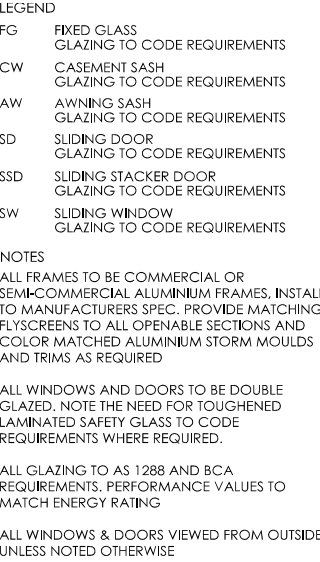 LEGEND
FG FIXED GLASS
GLAZING TO CODE REQUIREMENTS
CW CASEMENT SASH
GLAZING TO CODE REQUIREMENTS
AW AWNING SASH
GLAZING TO CODE REQUIREMENTS
SD SLIDING DOOR
GLAZING TO CODE REQUIREMENTS
SSD SLIDING STACKER DOOR
GLAZING TO CODE REQUIREMENTS
SW SLIDING WINDOW
GLAZING TO CODE REQUIREMENTS
NOTES
ALL FRAMES TO BE COMMERCIAL OR
SEMI-COMMERCIAL ALUMINIUM FRAMES, INSTALL
TO MANUFACTURERS SPEC. PROVIDE MATCHING
FLYSCREENS TO ALL OPENABLE SECTIONS AND
COLOR MATCHED ALUMINIUM STORM MOULDS
AND TRIMS AS REQUIRED
ALL WINDOWS AND DOORS TO BE DOUBLE
GLAZED. NOTE THE NEED FOR TOUGHENED
LAMINATED SAFETY GLASS TO CODE
REQUIREMENTS WHERE REQUIRED.
ALL GLAZING TO AS 1288 AND BCA
REQUIREMENTS. PERFORMANCE VALUES TO
MATCH ENERGY RATING
ALL WINDOWS & DOORS VIEWED FROM OUTSIDE
UNLESS NOTED OTHERWISE